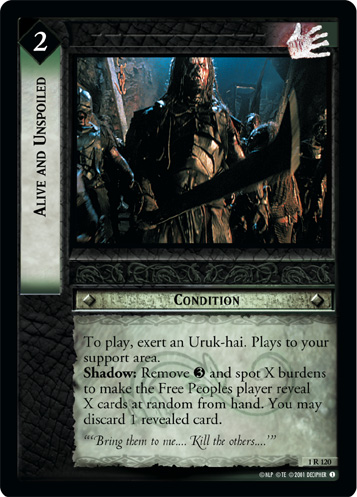 2
ALIVE AND UNSPOILED
CONDITION
To play, exert an Uruk-hai. Plays to your
support area.
Shadow: Remove 3 and spot X burdens
to make the Free Peoples player reveal
X cards at random from hand. You may
discard 1 revealed card.
“‘Bring them to me.... Kill the others....’”
1 R 120
©NLP ©TE ©2001 DECIPHER